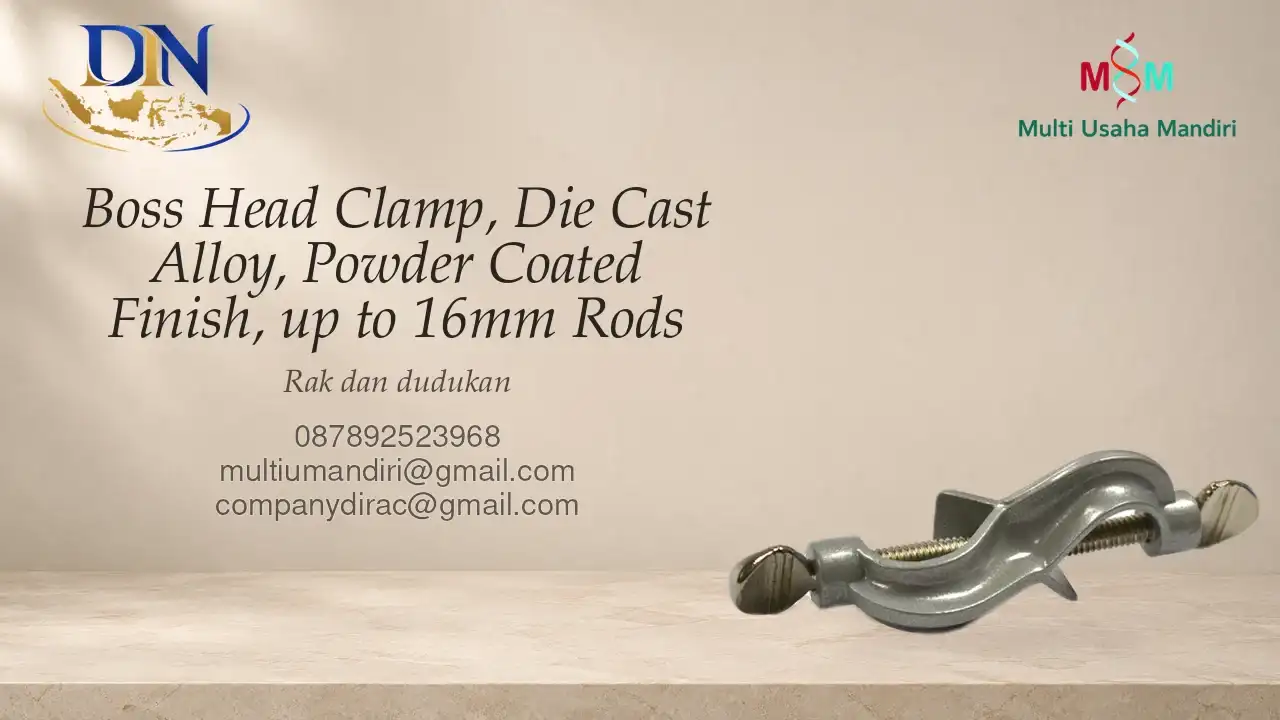 DN
MSM
Multi Usaha Mandiri
Boss Head Clamp, Die Cast
Alloy, Powder Coated
Finish, up to 16mm Rods
Rak dan dudukan
087892523968
multiumandiri@gmail.com
companydirac@gmail.com